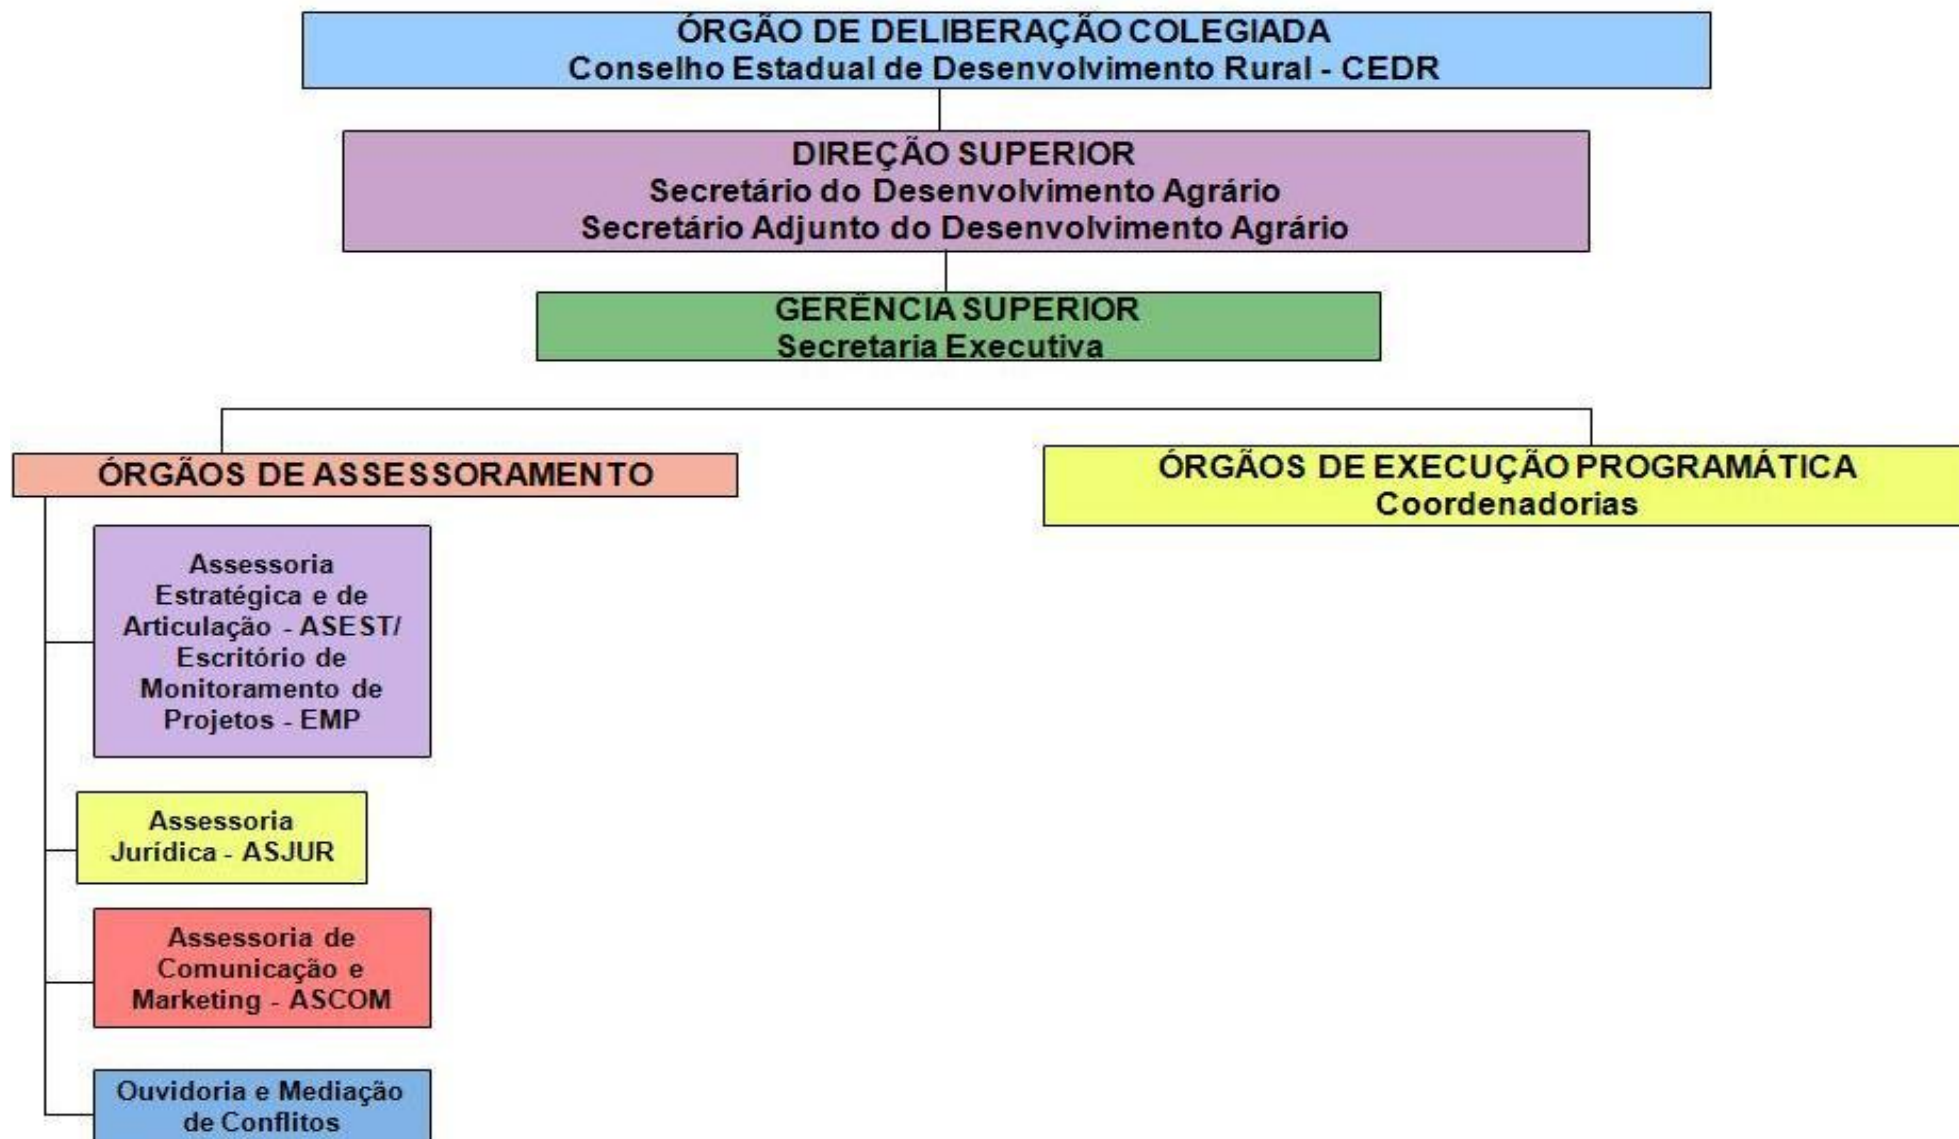 ÓRGÃO DE DELIBERAÇÃO COLEGIADA
Conselho Estadual de Desenvolvimento Rural - CEDR
DIREÇÃO SUPERIOR
Secretário do Desenvolvimento Agrário
Secretário Adjunto do Desenvolvimento Agrário
GERÊNCIA SUPERIOR
Secretaria Executiva
ÓRGÃOS DE ASSESSORAMENTO
Assessoria
Estratégica e de
Articulação - ASEST/
Escritório de
Monitoramento de
Projetos - EMP
Assessoria
Jurídica - ASJUR
Assessoria de
Comunicação e
Marketing - ASCOM
Ouvidoria e Mediação
de Conflitos
ÓRGÃOS DE EXECUÇÃO PROGRAMÁTICA
Coordenadorias